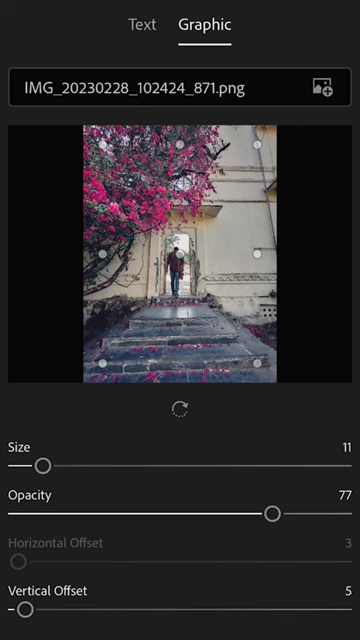 Text Graphic
IMG_20230228_102424_871.png
Size 11
Opacity 77
Horizontal Offset 3
Vertical Offset 5